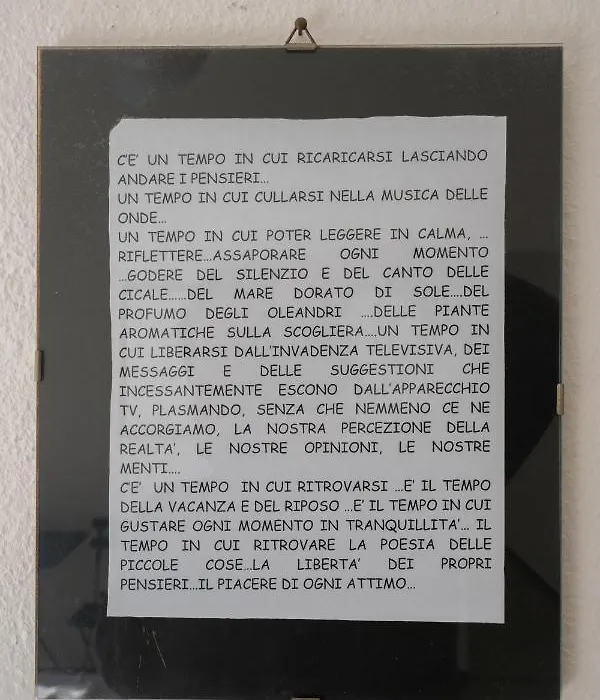 C'E' UN TEMPO IN CUI RICARICARSI LASCIANDO
ANDARE I PENSIERI...
UN TEMPO IN CUI CULLARSI NELLA MUSICA DELLE
ONDE...
UN TEMPO IN CUI POTER LEGGERE IN CALMA, ...
RIFLETTERE...ASSAPORARE OGNI MOMENTO
...GODERE DEL SILENZIO E DEL CANTO DELLE
CICALE......DEL MARE DORATO DI SOLE....DEL
PROFUMO DEGLI OLEANDRI ....DELLE PIANTE
AROMATICHE SULLA SCOGLIERA....UN TEMPO IN
CUI LIBERARSI DALL'INVADENZA TELEVISIVA, DEI
MESSAGGI E DELLE SUGGESTIONI CHE
INCESSANTEMENTE ESCONO DALL'APPARECCHIO
TV, PLASMANDO, SENZA CHE NEMMENO CE NE
ACCORGIAMO, LA NOSTRA PERCEZIONE DELLA
REALTA', LE NOSTRE OPINIONI, LE NOSTRE
MENTI....
C'E' UN TEMPO IN CUI RITROVARSI ...E' IL TEMPO
DELLA VACANZA E DEL RIPOSO ...E' IL TEMPO IN CUI
GUSTARE OGNI MOMENTO IN TRANQUILLITA'... IL
TEMPO IN CUI RITROVARE LA POESIA DELLE
PICCOLE COSE...LA LIBERTA' DEI PROPRI
PENSIERI...IL PIACERE DI OGNI ATTIMO...